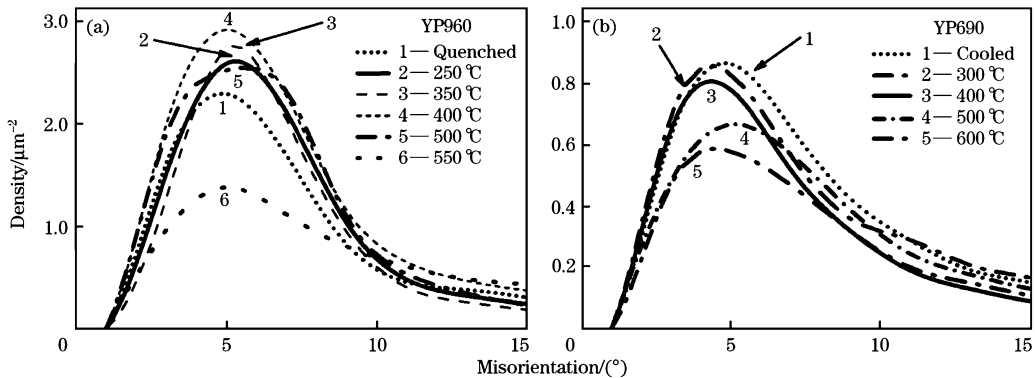 (a)
YP960
1— Quenched
2— 250 ℃
3— 350 ℃
4— 400 ℃
5— 500 ℃
6— 550 ℃
4
3
2
5
1
6
3.0
2.0
1.0
0
0
5
10
15
Density/μm⁻²
(b)
YP690
1— Cooled
2— 300 ℃
3— 400 ℃
4— 500 ℃
5— 600 ℃
2
1
3
4
5
1.0
0.8
0.6
0.4
0.2
0
5
10
15
Misorientation/(°)